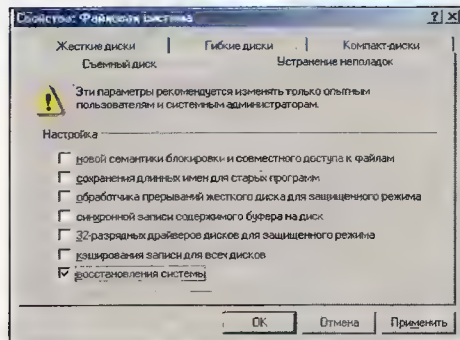 Свойства: Файловая система
Жесткие диски
Гибкие диски
Компакт-диски
Съемный диск
Устранение неполадок
Эти параметры рекомендуется изменять только опытным
пользователям и системным администраторам.
Настройка
новой семантики блокировки и совместного доступа к файлам
сохранения длинных имен для старых программ
обработчика прерываний жесткого диска для защищенного режима
синхронной записи содержимого буфера на диск
32-разрядных драйверов дисков для защищенного режима
кэширования записи для всех дисков
восстановления системы
OK
Отмена
Применить